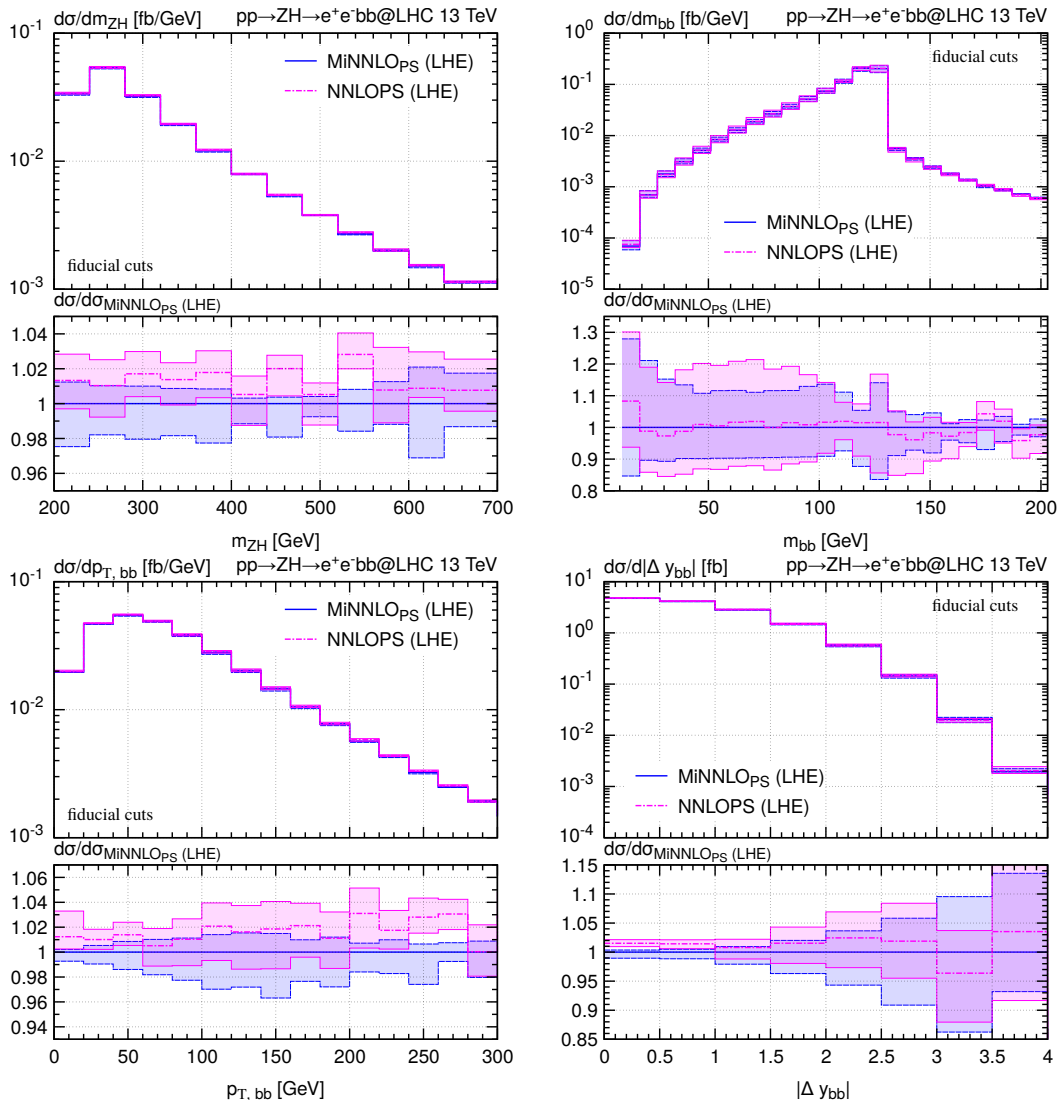 dσ/dm_ZH [fb/GeV] pp→ZH→e⁺e⁻bb@LHC 13 TeV
10⁻¹
MiNNLO_PS (LHE)
NNLOPS (LHE)
10⁻²
fiducial cuts
10⁻³
dσ/dσ_MiNNLO_PS (LHE)
1.04
1.02
1
0.98
0.96
200 300 400 500 600 700
m_ZH [GeV]
dσ/dm_bb [fb/GeV] pp→ZH→e⁺e⁻bb@LHC 13 TeV
10⁰
fiducial cuts
10⁻¹
10⁻²
10⁻³
MiNNLO_PS (LHE)
NNLOPS (LHE)
10⁻⁴
10⁻⁵
dσ/dσ_MiNNLO_PS (LHE)
1.3
1.2
1.1
1
0.9
0.8
50 100 150 200
m_bb [GeV]
dσ/dp_T, bb [fb/GeV] pp→ZH→e⁺e⁻bb@LHC 13 TeV
10⁻¹
MiNNLO_PS (LHE)
NNLOPS (LHE)
10⁻²
fiducial cuts
10⁻³
dσ/dσ_MiNNLO_PS (LHE)
1.06
1.04
1.02
1
0.98
0.96
0.94
0 50 100 150 200 250 300
p_T, bb [GeV]
dσ/d|Δ y_bb| [fb] pp→ZH→e⁺e⁻bb@LHC 13 TeV
10¹
fiducial cuts
10⁰
10⁻¹
10⁻²
MiNNLO_PS (LHE)
10⁻³
NNLOPS (LHE)
10⁻⁴
dσ/dσ_MiNNLO_PS (LHE)
1.15
1.1
1.05
1
0.95
0.9
0.85
0 0.5 1 1.5 2 2.5 3 3.5 4
|Δ y_bb|